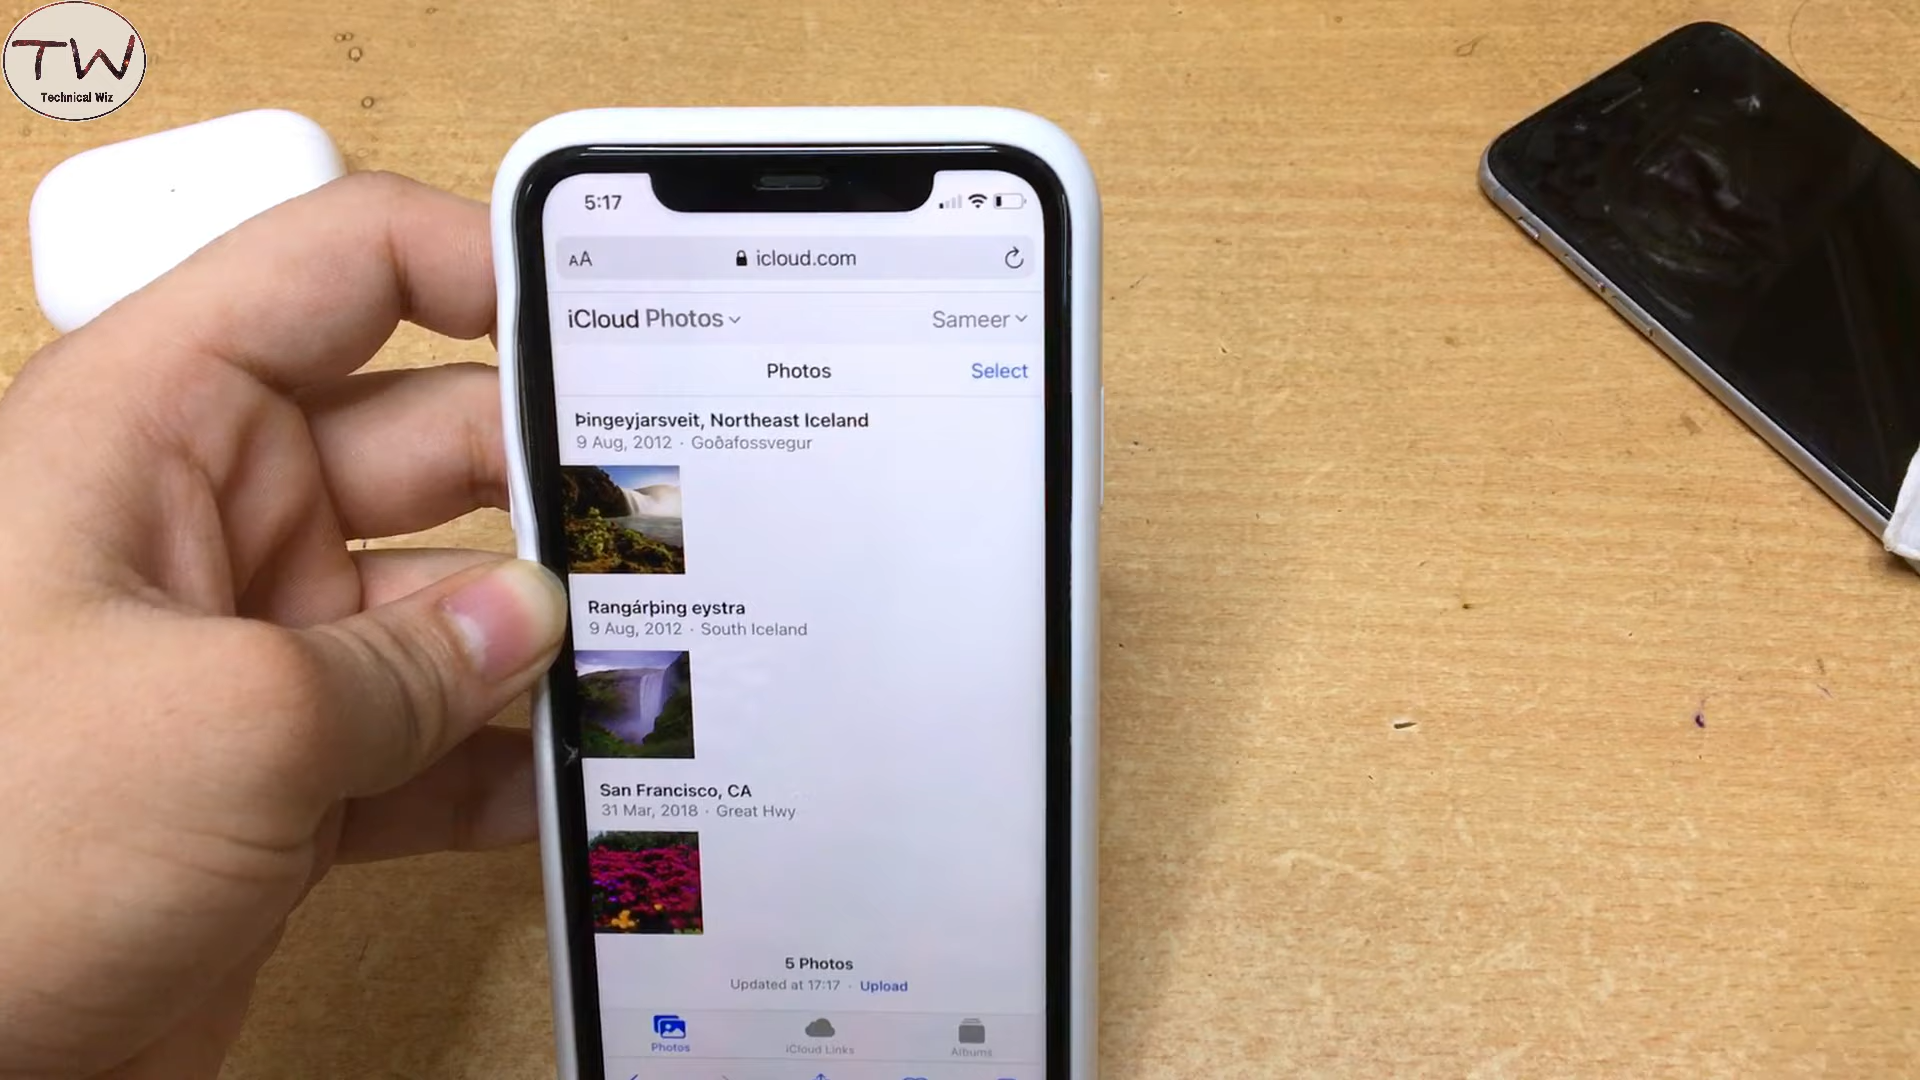 TW
Technical Wiz
5:17
AA icloud.com
iCloud Photos Sameer
Photos Select
Þingeyjarsveit, Northeast Iceland
9 Aug, 2012 · Goðafossvegur
Rangárþing eystra
9 Aug, 2012 · South Iceland
San Francisco, CA
31 Mar, 2018 · Great Hwy
5 Photos
Updated at 17:17 · Upload
Photos iCloud Links Albums